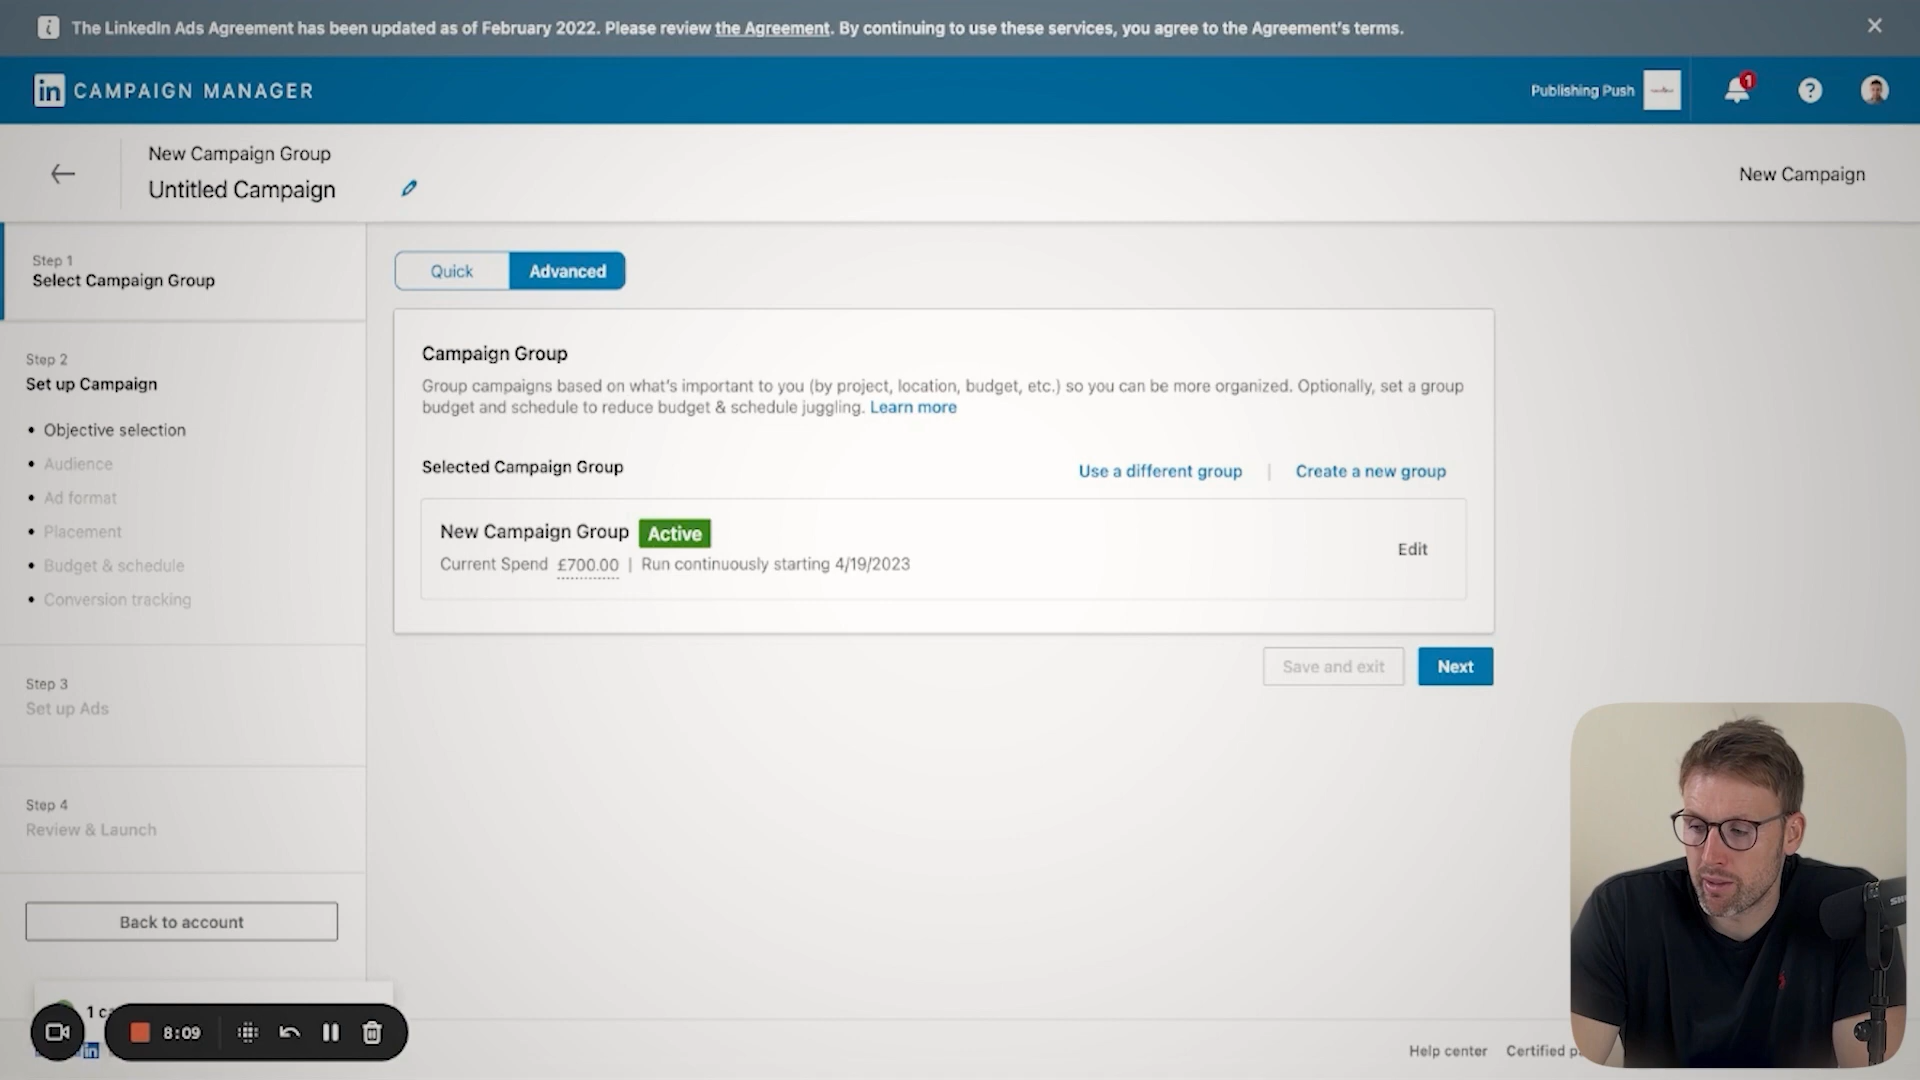 The LinkedIn Ads Agreement has been updated as of February 2022. Please review the Agreement. By continuing to use these services, you agree to the Agreement's terms.
in CAMPAIGN MANAGER
Publishing Push
1
New Campaign Group
Untitled Campaign
New Campaign
Step 1
Select Campaign Group
Step 2
Set up Campaign
• Objective selection
• Audience
• Ad format
• Placement
• Budget & schedule
• Conversion tracking
Step 3
Set up Ads
Step 4
Review & Launch
Back to account
Quick
Advanced
Campaign Group
Group campaigns based on what's important to you (by project, location, budget, etc.) so you can be more organized. Optionally, set a group
budget and schedule to reduce budget & schedule juggling. Learn more
Selected Campaign Group
Use a different group | Create a new group
New Campaign Group Active
Current Spend £700.00 | Run continuously starting 4/19/2023
Edit
Save and exit
Next
1
8:09
in
Help center
Certified